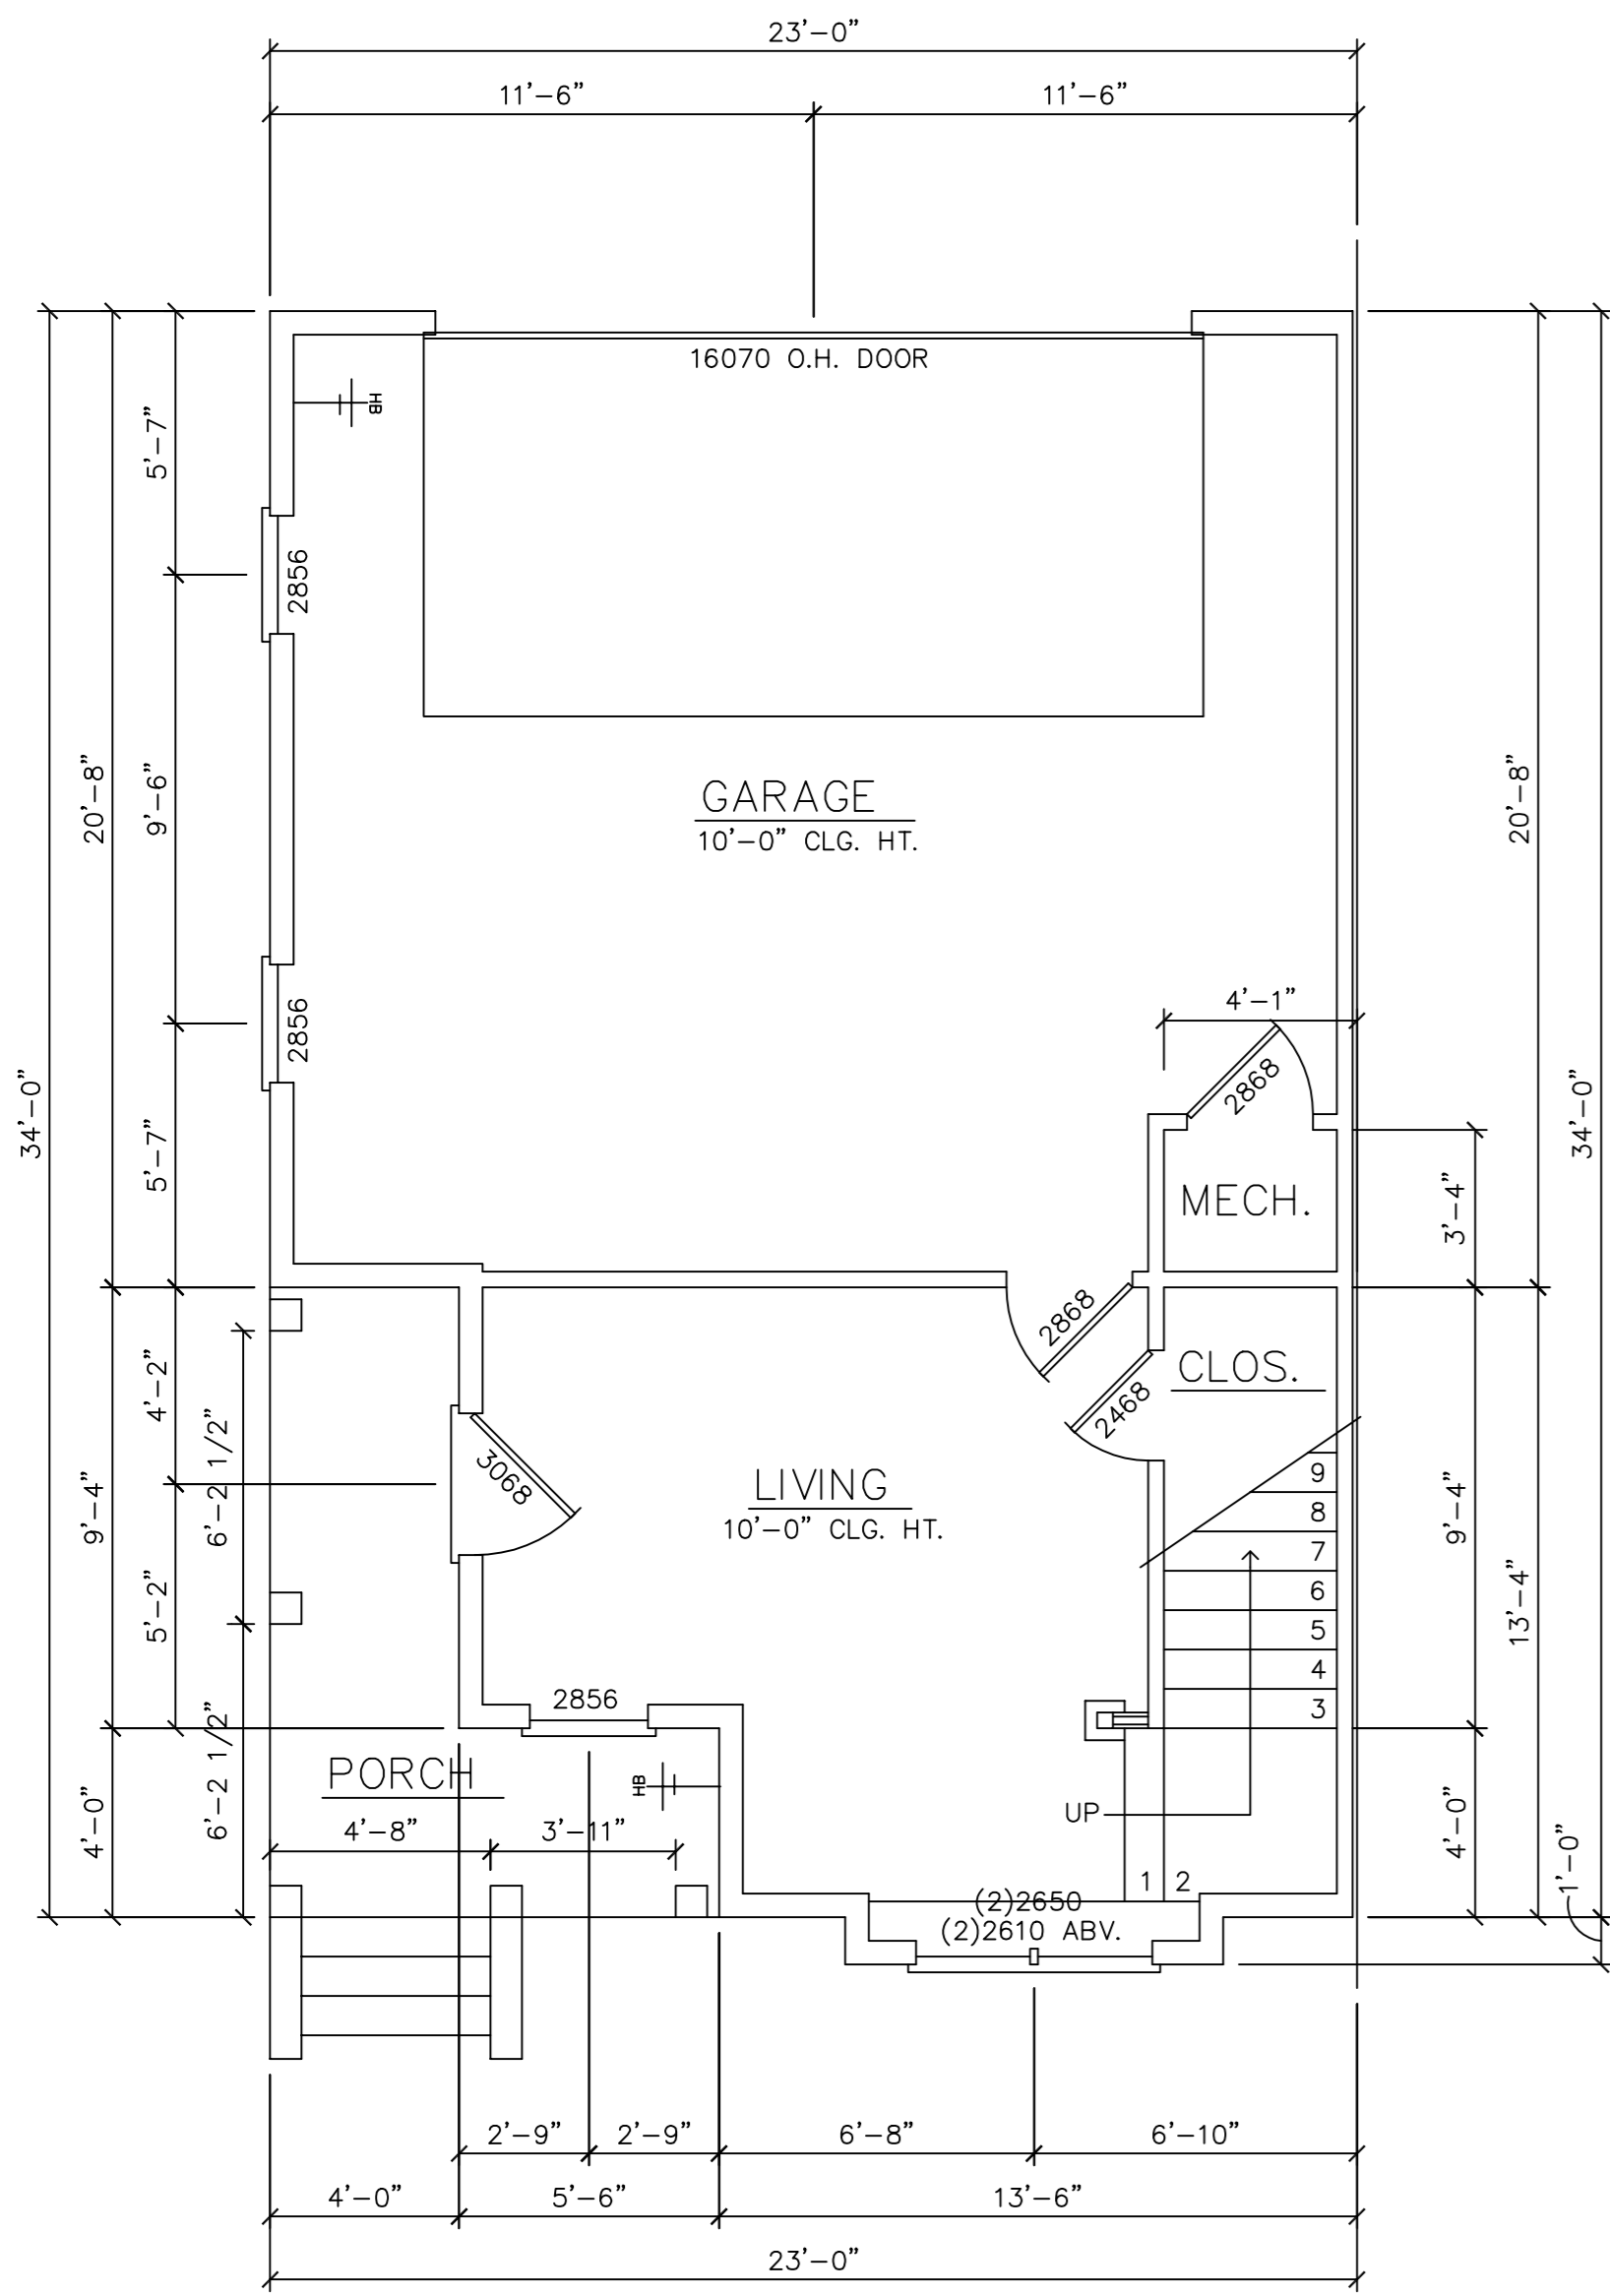 23'-0"
11'-6" 11'-6"
16070 O.H. DOOR
HB
5'-7"
2856
20'-8"
9'-6"
GARAGE
10'-0" CLG. HT.
20'-8"
2856
4'-1"
2868
34'-0"
5'-7"
34'-0"
MECH.
3'-4"
2868
CLOS.
4'-2"
2468
6'-2 1/2"
3068
LIVING
10'-0" CLG. HT.
9'-4"
9'-4"
9
8
7
6
5
4
3
5'-2"
13'-4"
2856
PORCH
HB
6'-2 1/2"
UP
4'-0"
4'-8" 3'-11"
4'-0"
1'-0"
1 2
(2)2650
(2)2610 ABV.
2'-9" 2'-9" 6'-8" 6'-10"
4'-0" 5'-6" 13'-6"
23'-0"